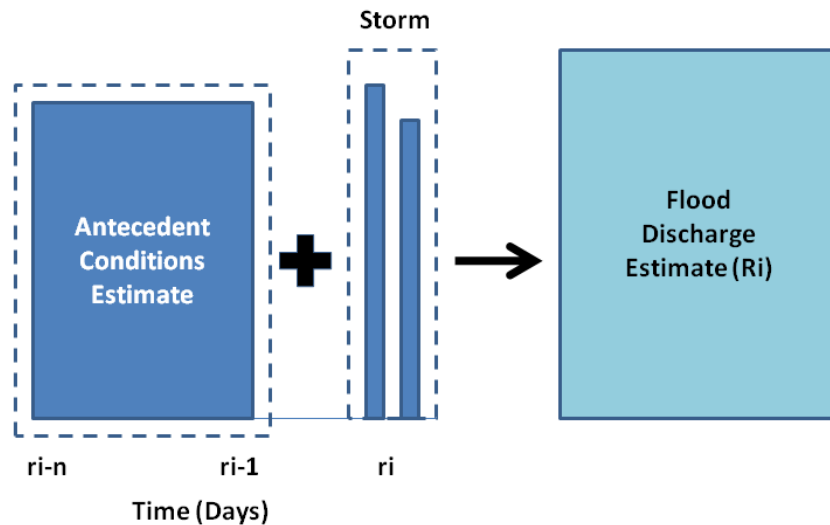 Storm
Antecedent
Conditions
Estimate
Flood
Discharge
Estimate (Ri)
ri-n
ri-1
ri
Time (Days)